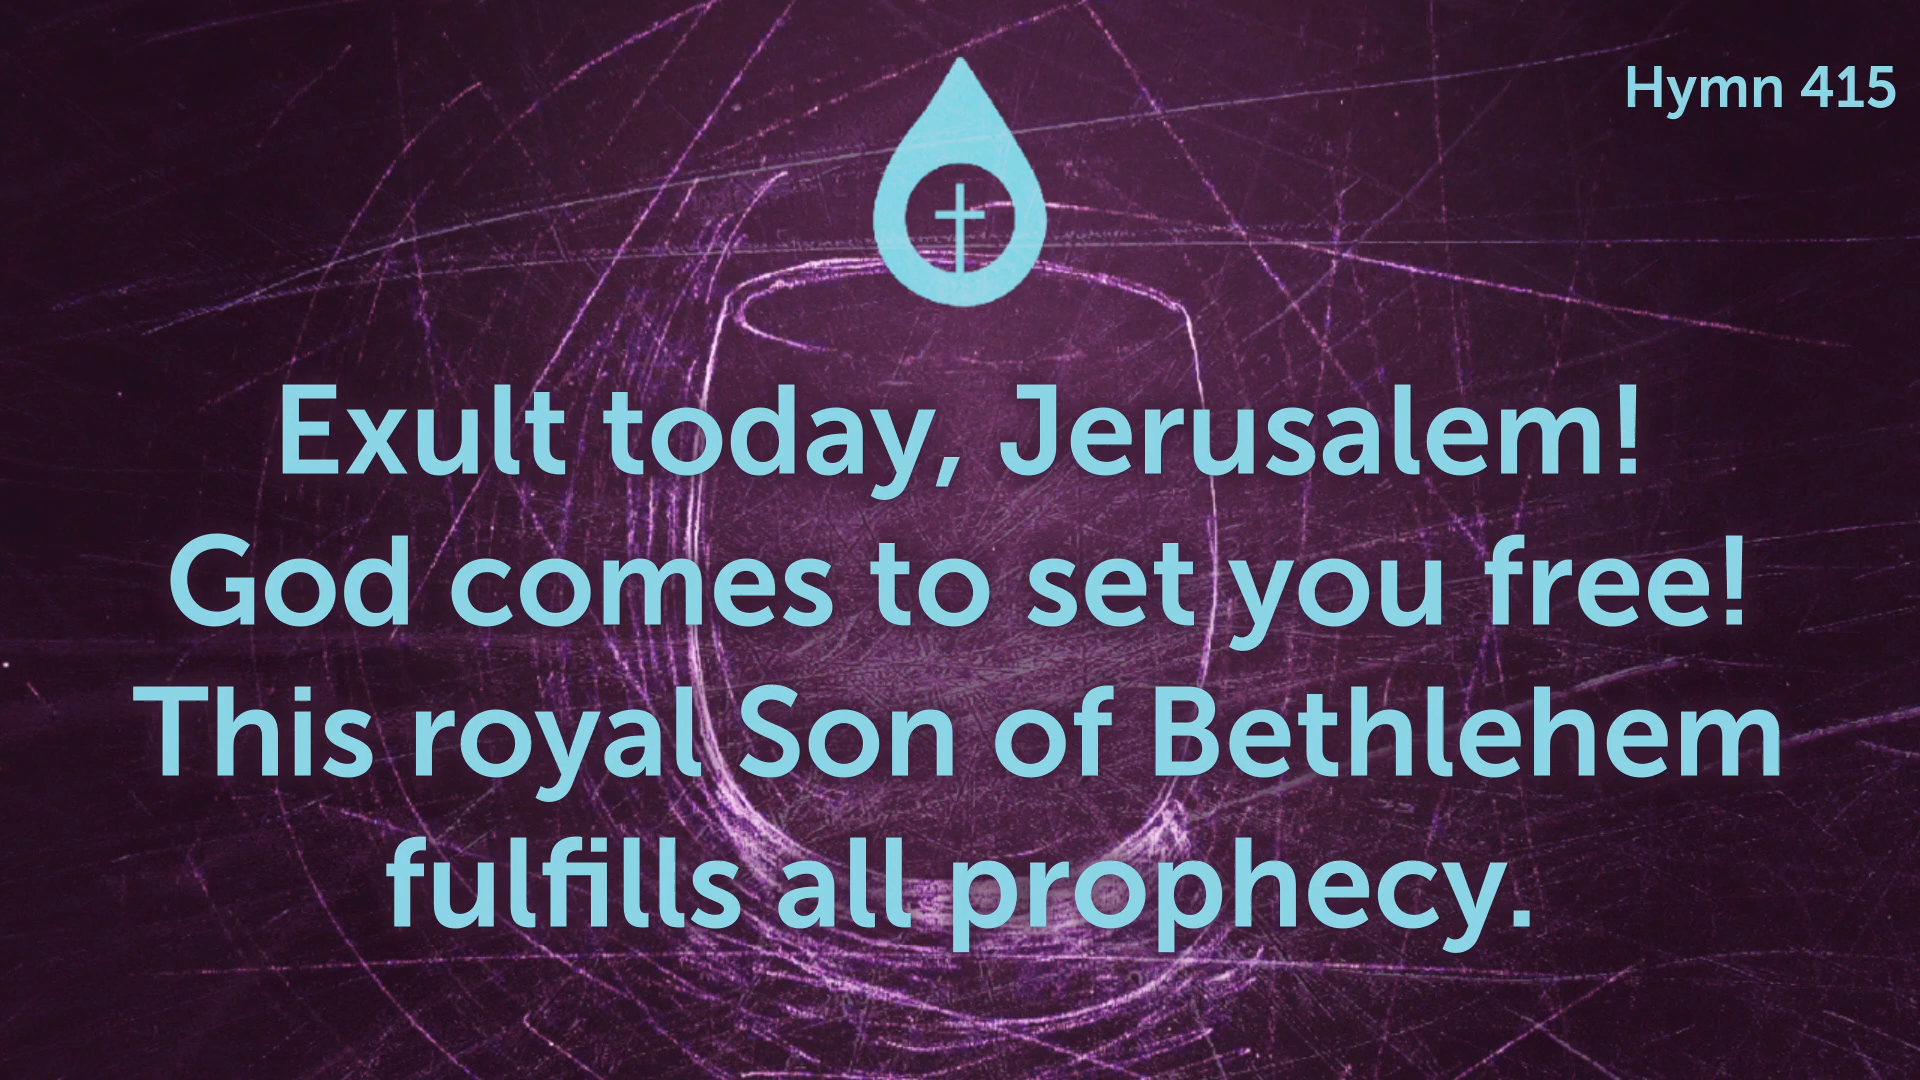 Hymn 415
Exult today, Jerusalem!
God comes to set you free!
This royal Son of Bethlehem
fulfills all prophecy.